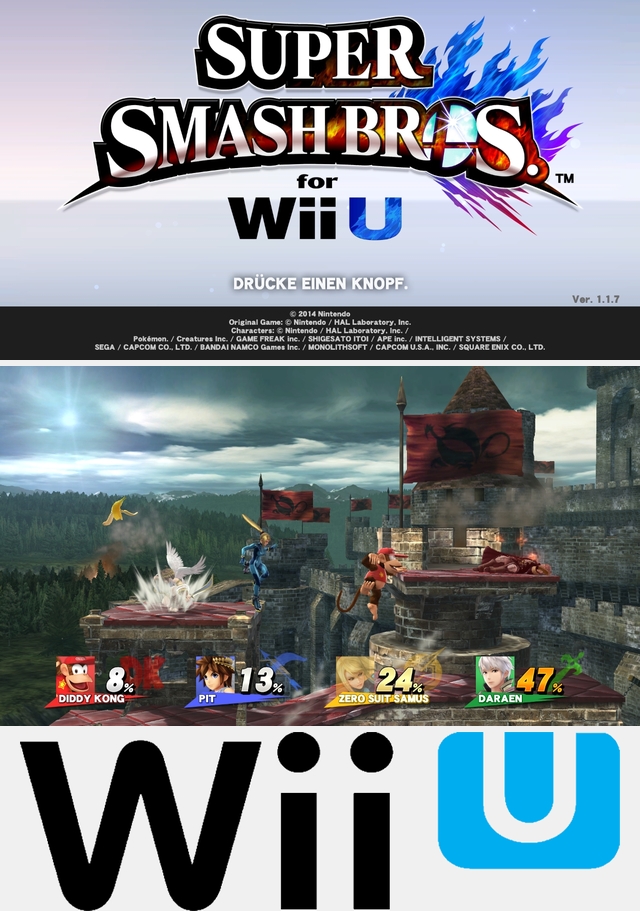 SUPER
SMASH BROS.™
for
Wii U
DRÜCKE EINEN KNOPF.
Ver. 1.1.7
© 2014 Nintendo
Original Game: © Nintendo / HAL Laboratory, Inc.
Characters: © Nintendo / HAL Laboratory, Inc. /
Pokémon. / Creatures Inc. / GAME FREAK inc. / SHIGESATO ITOI / APE inc. / INTELLIGENT SYSTEMS /
SEGA / CAPCOM CO., LTD. / BANDAI NAMCO Games Inc. / MONOLITHSOFT / CAPCOM U.S.A., INC. / SQUARE ENIX CO., LTD.
8% 13% 24% 47%
DIDDY KONG PIT ZERO SUIT SAMUS DARAEN
Wii U